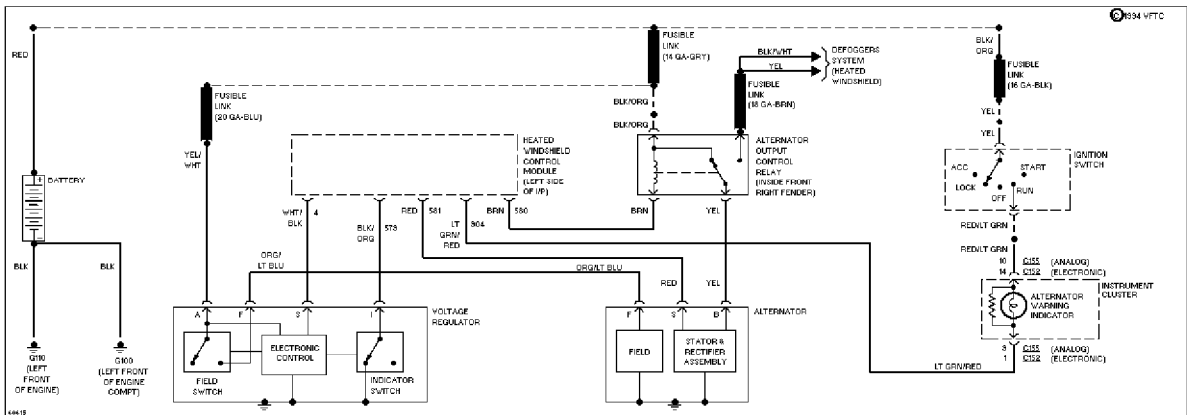 © 1994 VFTC
RED
FUSIBLE
LINK
(14 GA-GRY)
BLK/WHT
YEL
DEFOGGERS
SYSTEM
(HEATED
WINDSHIELD)
BLK/
ORG
FUSIBLE
LINK
(20 GA-BLU)
BLK/ORG
BLK/ORG
FUSIBLE
LINK
(18 GA-BRN)
FUSIBLE
LINK
(16 GA-BLK)
YEL
YEL
YEL/
WHT
HEATED
WINDSHIELD
CONTROL
MODULE
(LEFT SIDE
OF I/P)
ALTERNATOR
OUTPUT
CONTROL
RELAY
(INSIDE FRONT
RIGHT FENDER)
IGNITION
SWITCH
ACC
START
LOCK
OFF
RUN
BATTERY
WHT/
BLK
4
BLK/
ORG
573
RED
581
LT
GRN/
RED
904
BRN
580
BRN
YEL
RED/LT GRN
RED/LT GRN
BLK
BLK
ORG/
LT BLU
ORG/LT BLU
RED
YEL
10 C155 (ANALOG)
14 C152 (ELECTRONIC)
INSTRUMENT
CLUSTER
ALTERNATOR
WARNING
INDICATOR
3 C155 (ANALOG)
1 C152 (ELECTRONIC)
LT GRN/RED
A
F
S
I
VOLTAGE
REGULATOR
ELECTRONIC
CONTROL
FIELD
SWITCH
INDICATOR
SWITCH
F
S
B
ALTERNATOR
FIELD
STATOR &
RECTIFIER
ASSEMBLY
G110
(LEFT
FRONT
OF ENGINE)
G100
(LEFT FRONT
OF ENGINE
COMPT)